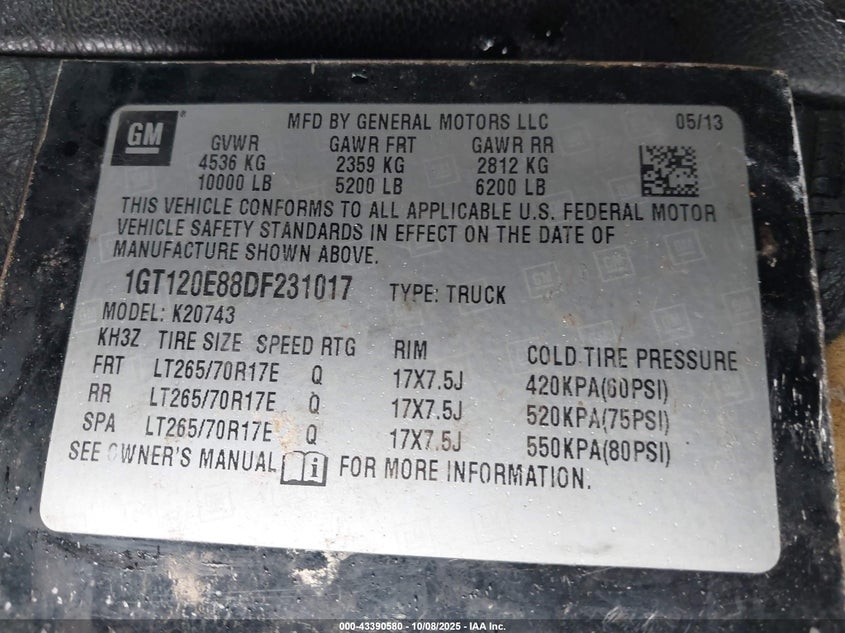 GM
MFD BY GENERAL MOTORS LLC 05/13
GVWR GAWR FRT GAWR RR
4536 KG 2359 KG 2812 KG
10000 LB 5200 LB 6200 LB
THIS VEHICLE CONFORMS TO ALL APPLICABLE U.S. FEDERAL MOTOR
VEHICLE SAFETY STANDARDS IN EFFECT ON THE DATE OF
MANUFACTURE SHOWN ABOVE.
1GT120E88DF231017 TYPE: TRUCK
MODEL: K20743
KH3Z TIRE SIZE SPEED RTG RIM COLD TIRE PRESSURE
FRT LT265/70R17E Q 17X7.5J 420KPA(60PSI)
RR LT265/70R17E Q 17X7.5J 520KPA(75PSI)
SPA LT265/70R17E Q 17X7.5J 550KPA(80PSI)
SEE OWNER'S MANUAL i FOR MORE INFORMATION.
000-43390580 - 10/08/2025 - IAA Inc.